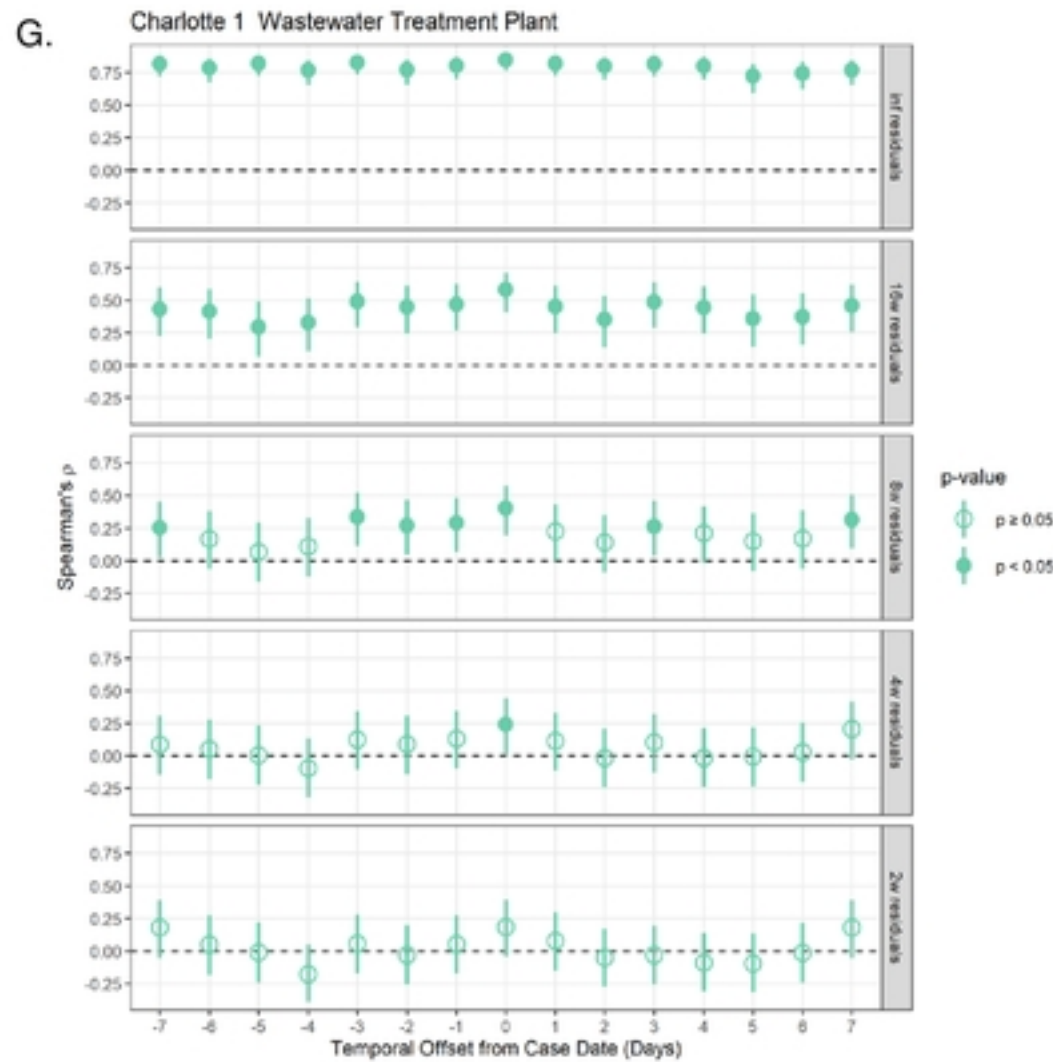 G.
Charlotte 1 Wastewater Treatment Plant
0.75
0.50
0.25
0.00
-0.25
inf residuals
0.75
0.50
0.25
0.00
-0.25
16w residuals
0.75
0.50
0.25
0.00
-0.25
8w residuals
0.75
0.50
0.25
0.00
-0.25
4w residuals
0.75
0.50
0.25
0.00
-0.25
2w residuals
Spearman's ρ
-7 -6 -5 -4 -3 -2 -1 0 1 2 3 4 5 6 7
Temporal Offset from Case Date (Days)
p-value
p ≥ 0.05
p < 0.05